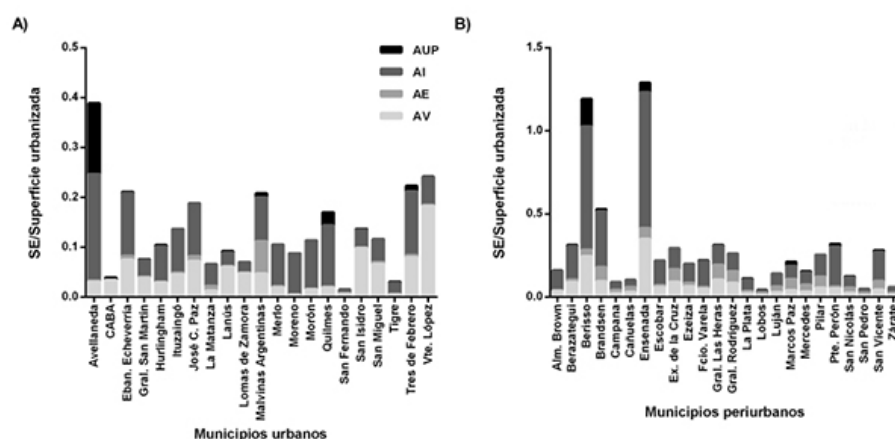 A)
SE/Superficie urbanizada
0.5
0.4
0.3
0.2
0.1
0.0
AUP
AI
AE
AV
Avellaneda
CABA
Eban. Echeverría
Gral. San Martin
Hurlingham
Ituzaingó
José C. Paz
La Matanza
Lanús
Lomas de Zamora
Malvinas Argentinas
Merlo
Moreno
Morón
Quilmes
San Fernando
San Isidro
San Miguel
Tigre
Tres de Febrero
Vte. López
Municipios urbanos
B)
SE/Superficie urbanizada
1.5
1.0
0.5
0.0
Alm. Brown
Berazategui
Berisso
Brandsen
Campana
Cañuelas
Ensenada
Escobar
Ex. de la Cruz
Ezeiza
Fcio. Varela
Gral. Las Heras
Gral. Rodríguez
La Plata
Lobos
Luján
Marcos Paz
Mercedes
Pilar
Pte. Perón
San Nicolás
San Pedro
San Vicente
Zárate
Municipios periurbanos